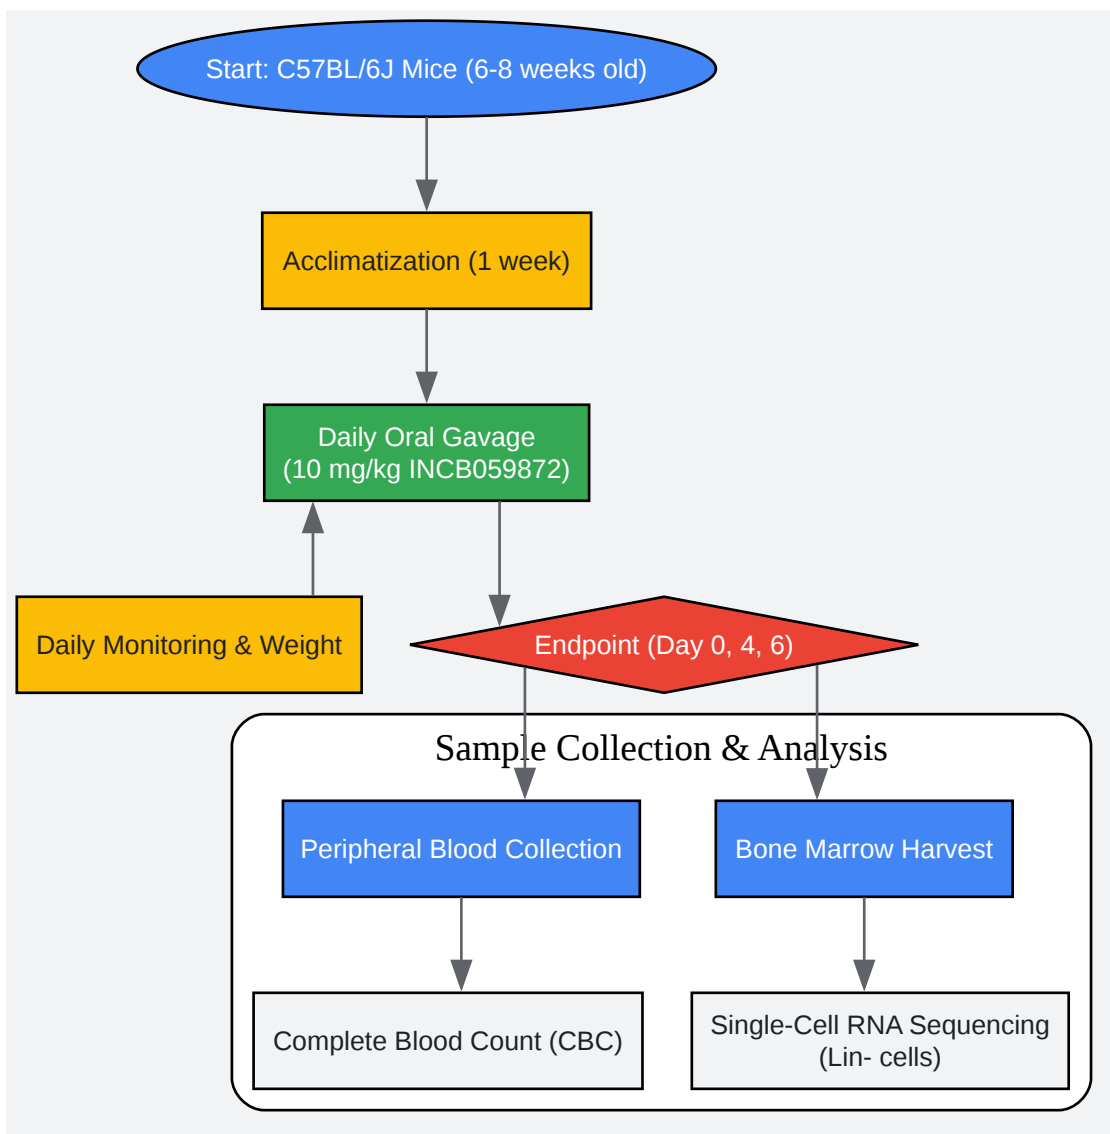 Start: C57BL/6J Mice (6-8 weeks old)
Acclimatization (1 week)
Daily Oral Gavage
(10 mg/kg INCB059872)
Daily Monitoring & Weight
Endpoint (Day 0, 4, 6)
Sample Collection & Analysis
Peripheral Blood Collection
Bone Marrow Harvest
Complete Blood Count (CBC)
Single-Cell RNA Sequencing
(Lin- cells)